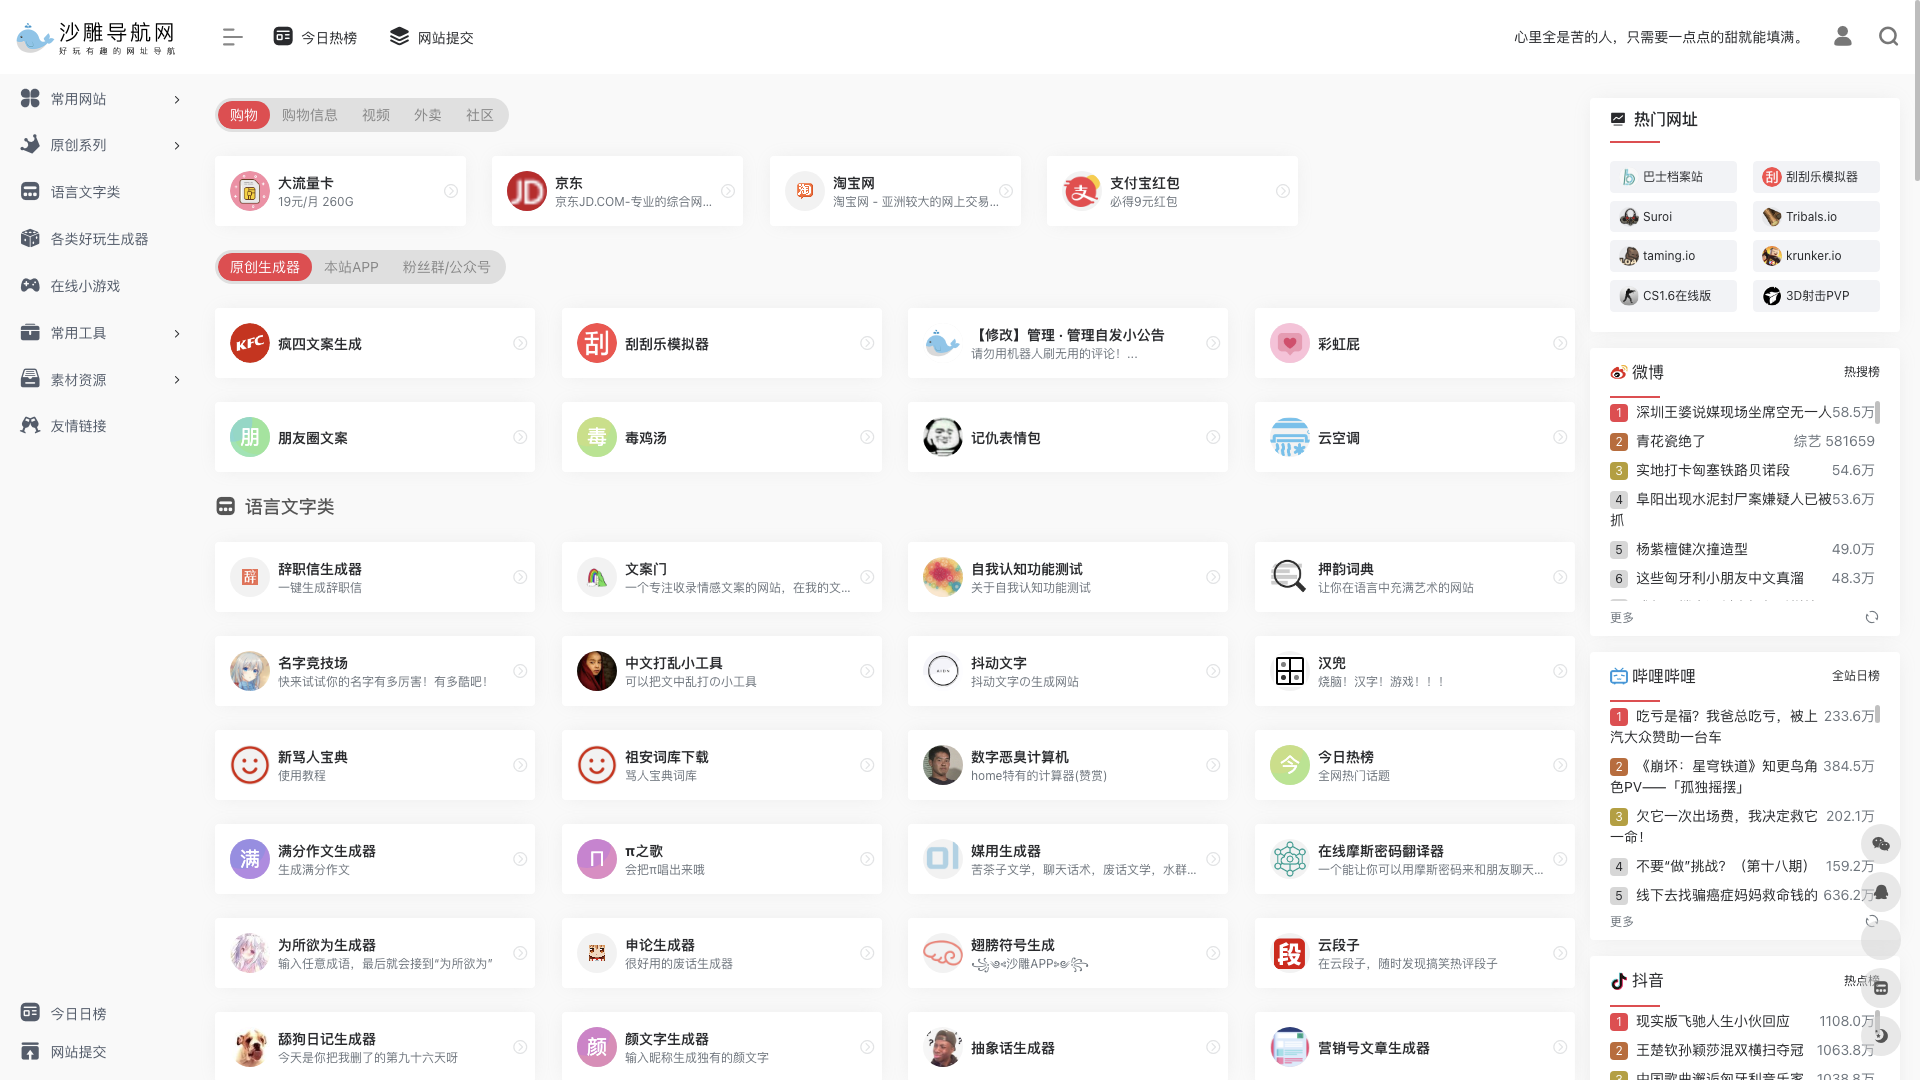 沙雕导航网
好玩有趣的网址导航
今日热榜
网站提交
心里全是苦的人，只需要一点点的甜就能填满。
常用网站
原创系列
语言文字类
各类好玩生成器
在线小游戏
常用工具
素材资源
友情链接
今日日榜
网站提交
购物 购物信息 视频 外卖 社区
大流量卡
19元/月 260G
京东
京东JD.COM-专业的综合网...
淘宝网
淘宝网 - 亚洲较大的网上交易...
支付宝红包
必得9元红包
原创生成器 本站APP 粉丝群/公众号
KFC
疯四文案生成
刮
刮刮乐模拟器
【修改】管理 · 管理自发小公告
请勿用机器人刷无用的评论！...
彩虹屁
朋
朋友圈文案
毒
毒鸡汤
记仇表情包
云空调
语言文字类
辞
辞职信生成器
一键生成辞职信
文案门
一个专注收录情感文案的网站，在我的文...
自我认知功能测试
关于自我认知功能测试
押韵词典
让你在语言中充满艺术的网站
名字竞技场
快来试试你的名字有多厉害！有多酷吧！
中文打乱小工具
可以把文中乱打の小工具
抖动文字
抖动文字の生成网站
汉兜
烧脑！汉字！游戏！！！
新骂人宝典
使用教程
祖安词库下载
骂人宝典词库
数字恶臭计算机
home特有的计算器(赞赏)
今
今日热榜
全网热门话题
满
满分作文生成器
生成满分作文
π之歌
会把π唱出来哦
媒用生成器
苦茶子文学，聊天话术，废话文学，水群...
在线摩斯密码翻译器
一个能让你可以用摩斯密码来和朋友聊天...
为所欲为生成器
输入任意成语，最后就会接到“为所欲为”
申论生成器
很好用的废话生成器
翅膀符号生成
꧁༺沙雕APP༻꧂
段
云段子
在云段子，随时发现搞笑热评段子
舔狗日记生成器
今天是你把我删了的第九十六天呀
颜
颜文字生成器
输入昵称生成独有的颜文字
抽象话生成器
营销号文章生成器
热门网址
巴士档案站
刮刮乐模拟器
Suroi
Tribals.io
taming.io
krunker.io
CS1.6在线版
3D射击PVP
微博 热搜榜
1 深圳王婆说媒现场坐席空无一人 58.5万
2 青花瓷绝了 综艺 581659
3 实地打卡匈塞铁路贝诺段 54.6万
4 阜阳出现水泥封尸案嫌疑人已被 53.6万
抓
5 杨紫檀健次撞造型 49.0万
6 这些匈牙利小朋友中文真溜 48.3万
更多
哔哩哔哩 全站日榜
1 吃亏是福？我爸总吃亏，被上 233.6万
汽大众赞助一台车
2 《崩坏：星穹铁道》知更鸟角 384.5万
色PV——「孤独摇摆」
3 欠它一次出场费，我决定救它 202.1万
一命！
4 不要“做”挑战？（第十八期） 159.2万
5 线下去找骗癌症妈妈救命钱的 636.2万
更多
抖音 热点榜
1 现实版飞驰人生小伙回应 1108.0万
2 王楚钦孙颖莎混双横扫夺冠 1063.8万
3 中国歌曲邂逅匈牙利音乐家 1038.8万